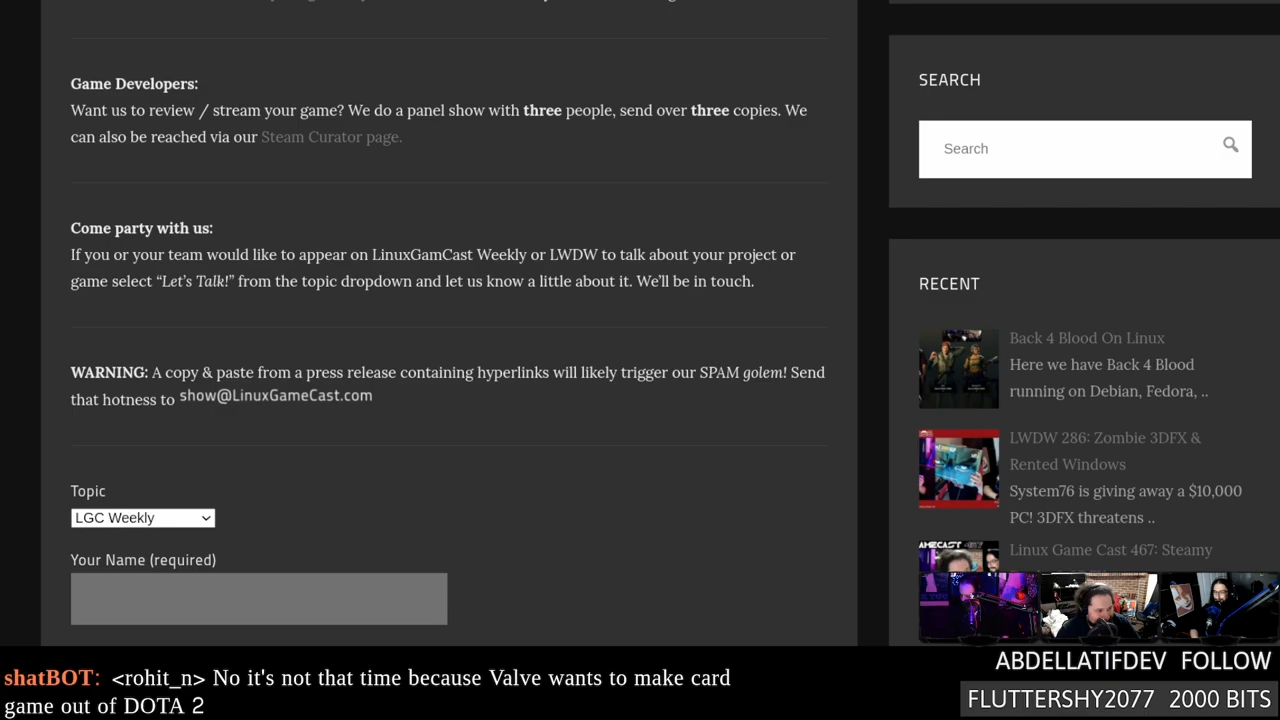 Game Developers:
Want us to review / stream your game? We do a panel show with three people, send over three copies. We
can also be reached via our Steam Curator page.
Come party with us:
If you or your team would like to appear on LinuxGamCast Weekly or LWDW to talk about your project or
game select “Let’s Talk!” from the topic dropdown and let us know a little about it. We’ll be in touch.
WARNING: A copy & paste from a press release containing hyperlinks will likely trigger our SPAM golem! Send
that hotness to show@LinuxGameCast.com
Topic
LGC Weekly
Your Name (required)
SEARCH
Search
RECENT
Back 4 Blood On Linux
Here we have Back 4 Blood
running on Debian, Fedora, ..
LWDW 286: Zombie 3DFX &
Rented Windows
System76 is giving away a $10,000
PC! 3DFX threatens ..
Linux Game Cast 467: Steamy
shatBOT: <rohit_n> No it's not that time because Valve wants to make card
game out of DOTA 2
ABDELLATIFDEV FOLLOW
FLUTTERSHY2077 2000 BITS